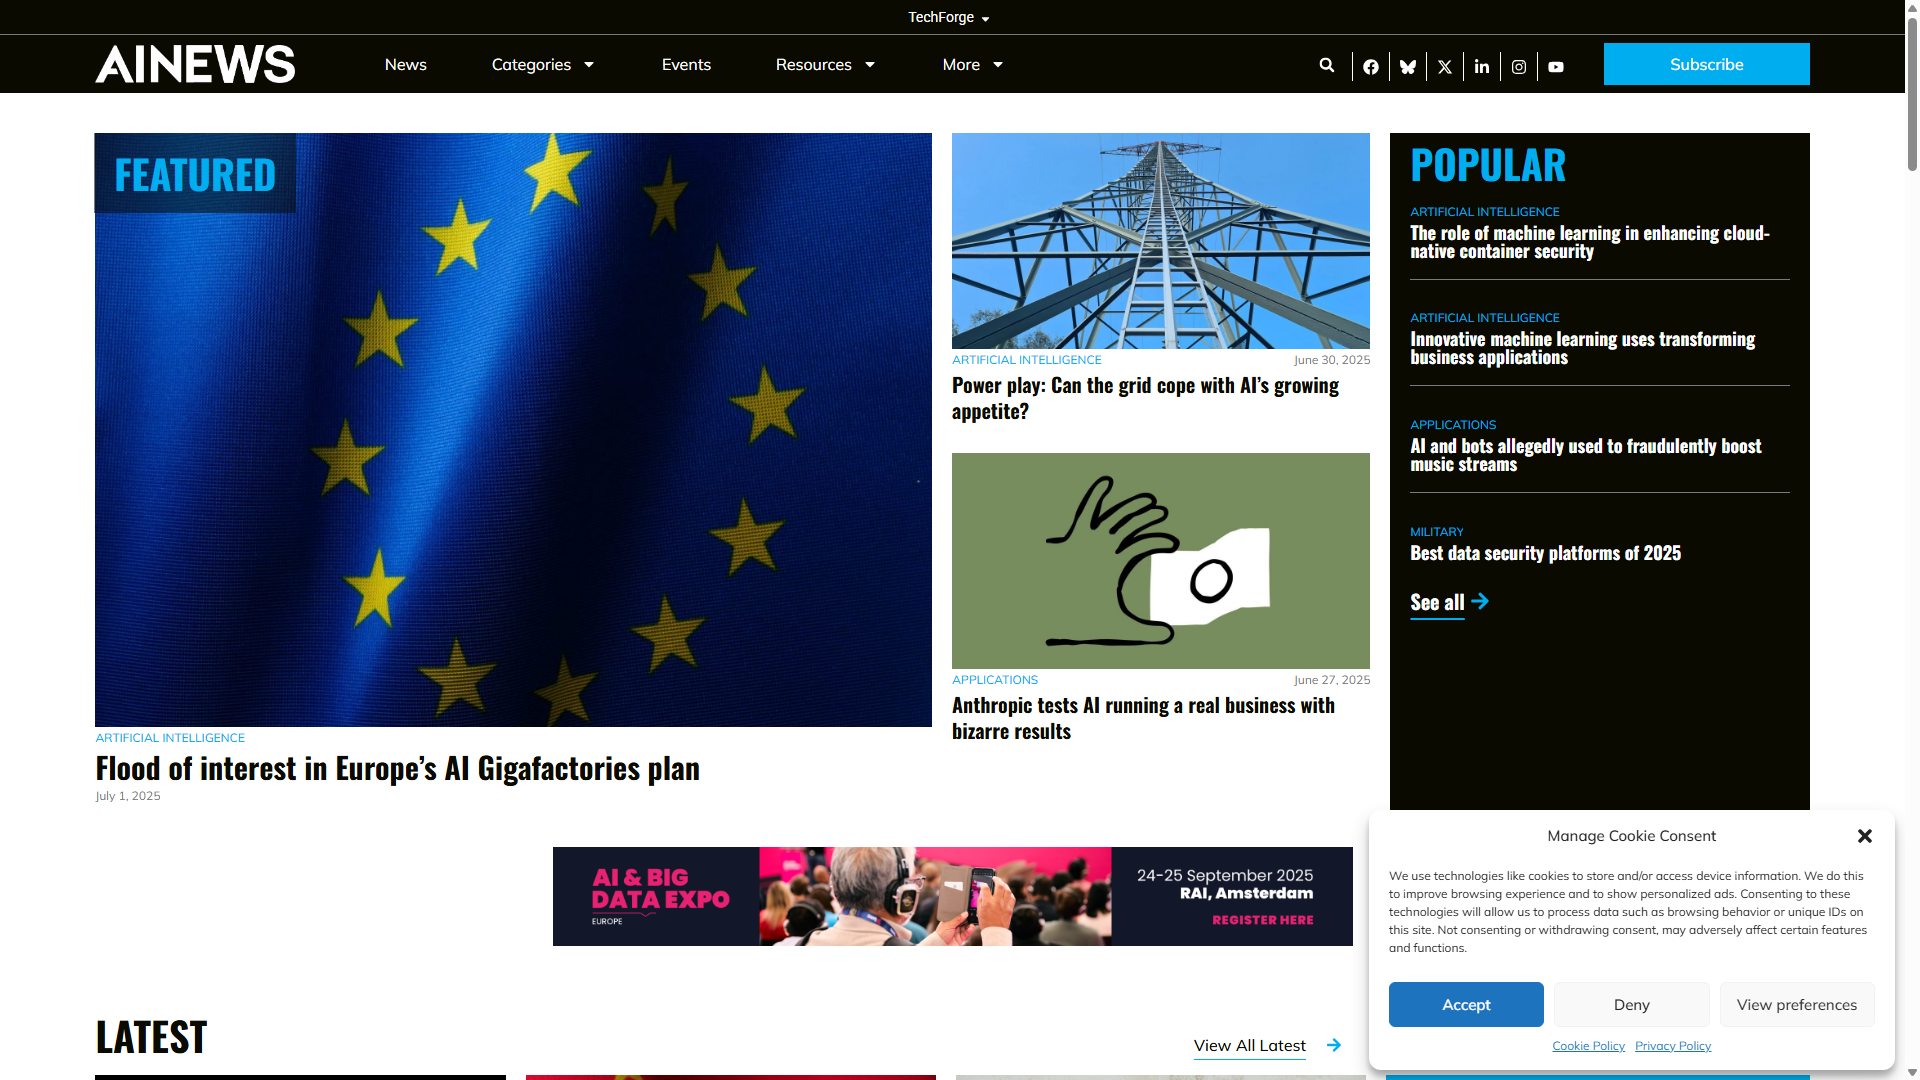 TechForge
AINEWS
News
Categories
Events
Resources
More
Subscribe
FEATURED
ARTIFICIAL INTELLIGENCE
Flood of interest in Europe’s AI Gigafactories plan
July 1, 2025
ARTIFICIAL INTELLIGENCE
June 30, 2025
Power play: Can the grid cope with AI’s growing
appetite?
APPLICATIONS
June 27, 2025
Anthropic tests AI running a real business with
bizarre results
POPULAR
ARTIFICIAL INTELLIGENCE
The role of machine learning in enhancing cloud-
native container security
ARTIFICIAL INTELLIGENCE
Innovative machine learning uses transforming
business applications
APPLICATIONS
AI and bots allegedly used to fraudulently boost
music streams
MILITARY
Best data security platforms of 2025
See all
AI & BIG
DATA EXPO
EUROPE
24-25 September 2025
RAI, Amsterdam
REGISTER HERE
LATEST
View All Latest
Manage Cookie Consent
We use technologies like cookies to store and/or access device information. We do this
to improve browsing experience and to show personalized ads. Consenting to these
technologies will allow us to process data such as browsing behavior or unique IDs on
this site. Not consenting or withdrawing consent, may adversely affect certain features
and functions.
Accept
Deny
View preferences
Cookie Policy
Privacy Policy